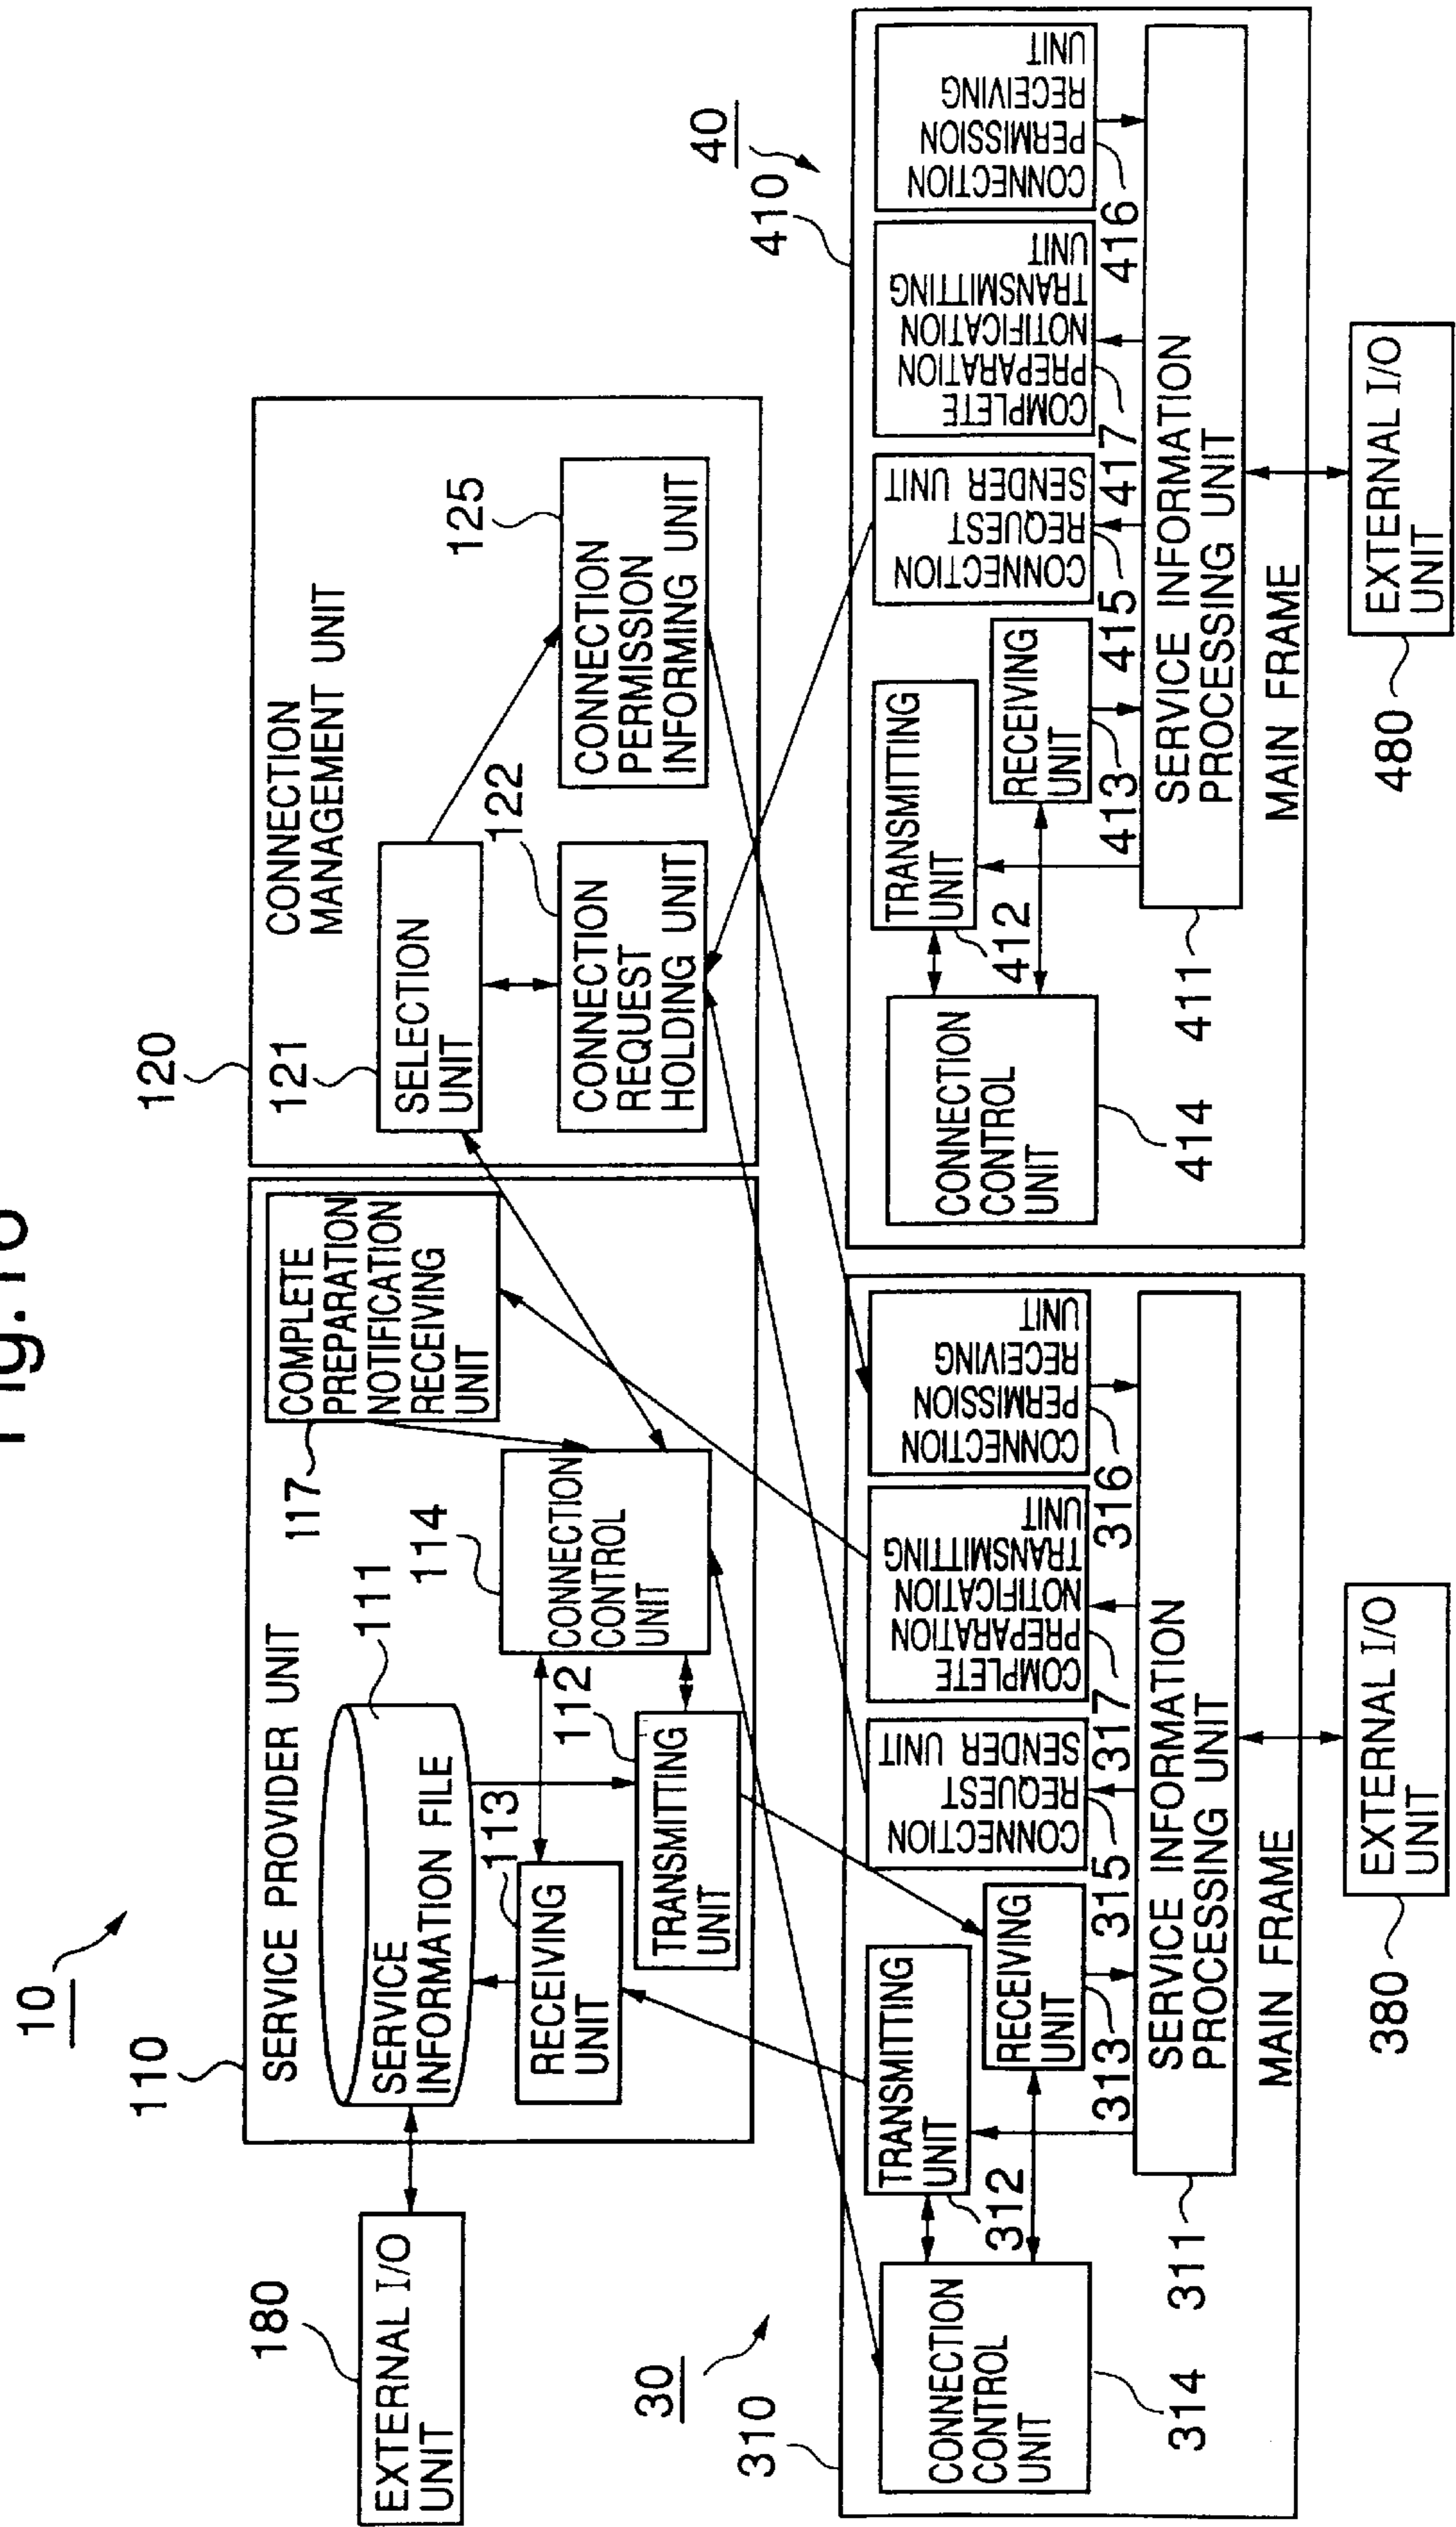 10
110
SERVICE PROVIDER UNIT
180
EXTERNAL I/O
UNIT
SERVICE
INFORMATION FILE
111
113
RECEIVING
UNIT
112
TRANSMITTING
UNIT
114
CONNECTION
CONTROL
UNIT
117
COMPLETE
PREPARATION
NOTIFICATION
RECEIVING
UNIT
120
CONNECTION
MANAGEMENT UNIT
121
SELECTION
UNIT
122
CONNECTION
REQUEST
HOLDING UNIT
125
CONNECTION
PERMISSION
INFORMING UNIT
30
310
CONNECTION
CONTROL
UNIT
314
TRANSMITTING
UNIT
312
RECEIVING
UNIT
313
CONNECTION
REQUEST
SENDER UNIT
315
COMPLETE
PREPARATION
NOTIFICATION
TRANSMITTING
UNIT
317
CONNECTION
PERMISSION
RECEIVING
UNIT
316
SERVICE INFORMATION
PROCESSING UNIT
311
MAIN FRAME
380
EXTERNAL I/O
UNIT
40
410
CONNECTION
CONTROL
UNIT
414
TRANSMITTING
UNIT
412
RECEIVING
UNIT
413
CONNECTION
REQUEST
SENDER UNIT
415
COMPLETE
PREPARATION
NOTIFICATION
TRANSMITTING
UNIT
417
CONNECTION
PERMISSION
RECEIVING
UNIT
416
SERVICE INFORMATION
PROCESSING UNIT
411
MAIN FRAME
480
EXTERNAL I/O
UNIT